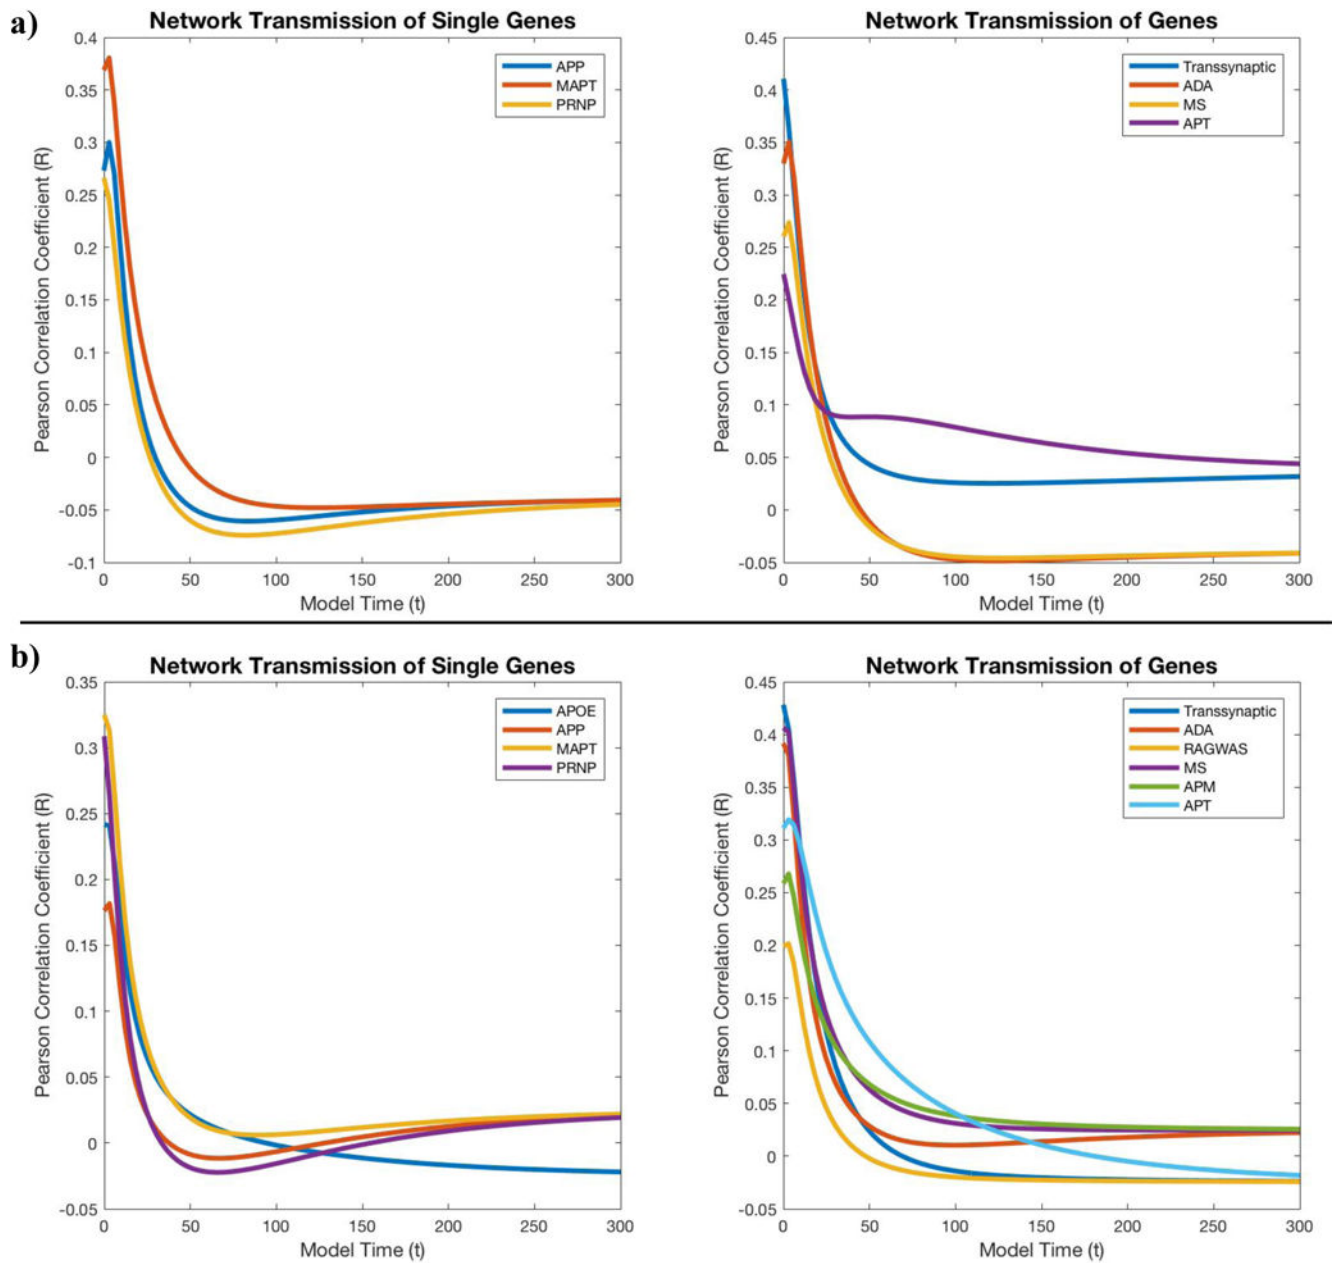 a)
Network Transmission of Single Genes
0.4
0.35
0.3
0.25
0.2
0.15
0.1
0.05
0
-0.05
-0.1
Pearson Correlation Coefficient (R)
APP
MAPT
PRNP
0 50 100 150 200 250 300
Model Time (t)
Network Transmission of Genes
0.45
0.4
0.35
0.3
0.25
0.2
0.15
0.1
0.05
0
-0.05
Pearson Correlation Coefficient (R)
Transsynaptic
ADA
MS
APT
0 50 100 150 200 250 300
Model Time (t)
b)
Network Transmission of Single Genes
0.35
0.3
0.25
0.2
0.15
0.1
0.05
0
-0.05
Pearson Correlation Coefficient (R)
APOE
APP
MAPT
PRNP
0 50 100 150 200 250 300
Model Time (t)
Network Transmission of Genes
0.45
0.4
0.35
0.3
0.25
0.2
0.15
0.1
0.05
0
-0.05
Pearson Correlation Coefficient (R)
Transsynaptic
ADA
RAGWAS
MS
APM
APT
0 50 100 150 200 250 300
Model Time (t)